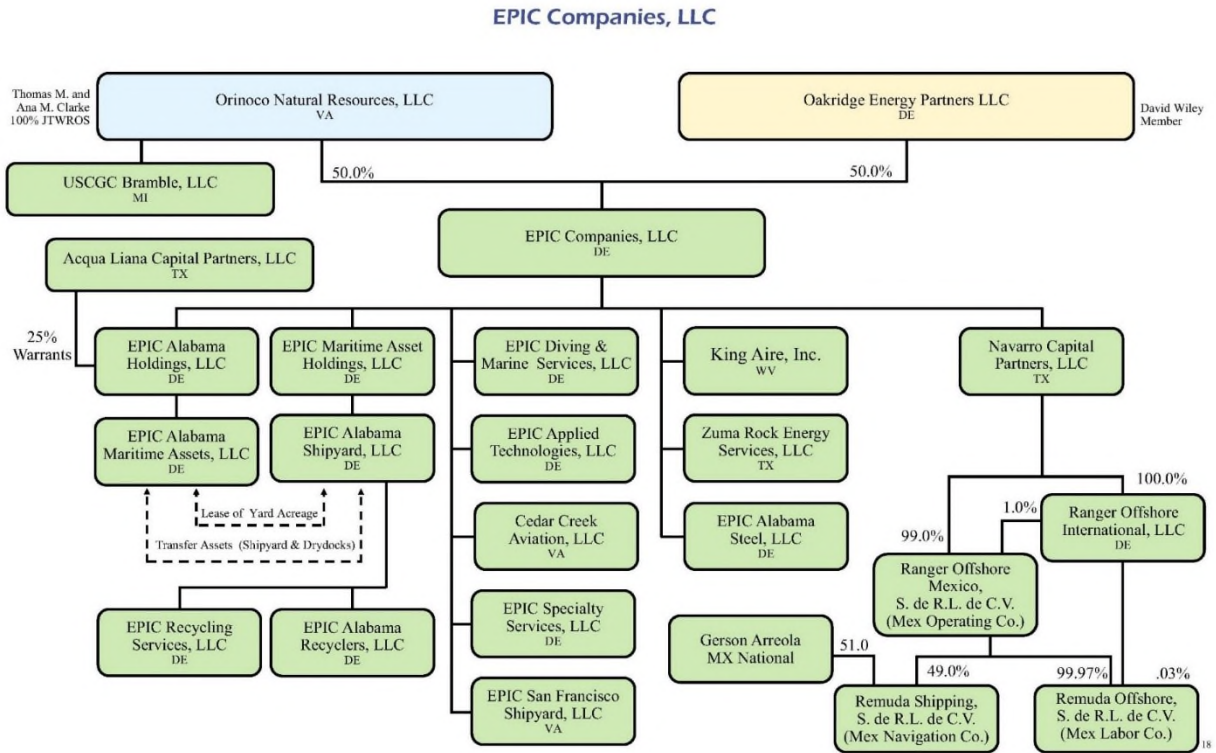 EPIC Companies, LLC
Thomas M. and
Ana M. Clarke
100% JTWROS
Orinoco Natural Resources, LLC
VA
Oakridge Energy Partners LLC
DE
David Wiley
Member
USCGC Bramble, LLC
MI
50.0%
50.0%
EPIC Companies, LLC
DE
Acqua Liana Capital Partners, LLC
TX
25%
Warrants
EPIC Alabama
Holdings, LLC
DE
EPIC Maritime Asset
Holdings, LLC
DE
EPIC Diving &
Marine Services, LLC
DE
King Aire, Inc.
WV
Navarro Capital
Partners, LLC
TX
EPIC Alabama
Maritime Assets, LLC
DE
EPIC Alabama
Shipyard, LLC
DE
EPIC Applied
Technologies, LLC
DE
Zuma Rock Energy
Services, LLC
TX
Lease of Yard Acreage
Transfer Assets (Shipyard & Drydocks)
Cedar Creek
Aviation, LLC
VA
EPIC Alabama
Steel, LLC
DE
100.0%
1.0%
99.0%
Ranger Offshore
International, LLC
DE
Ranger Offshore
Mexico,
S. de R.L. de C.V.
(Mex Operating Co.)
EPIC Recycling
Services, LLC
DE
EPIC Alabama
Recyclers, LLC
DE
EPIC Specialty
Services, LLC
DE
Gerson Arreola
MX National
51.0
49.0%
99.97%
.03%
EPIC San Francisco
Shipyard, LLC
VA
Remuda Shipping,
S. de R.L. de C.V.
(Mex Navigation Co.)
Remuda Offshore,
S. de R.L. de C.V.
(Mex Labor Co.)
18